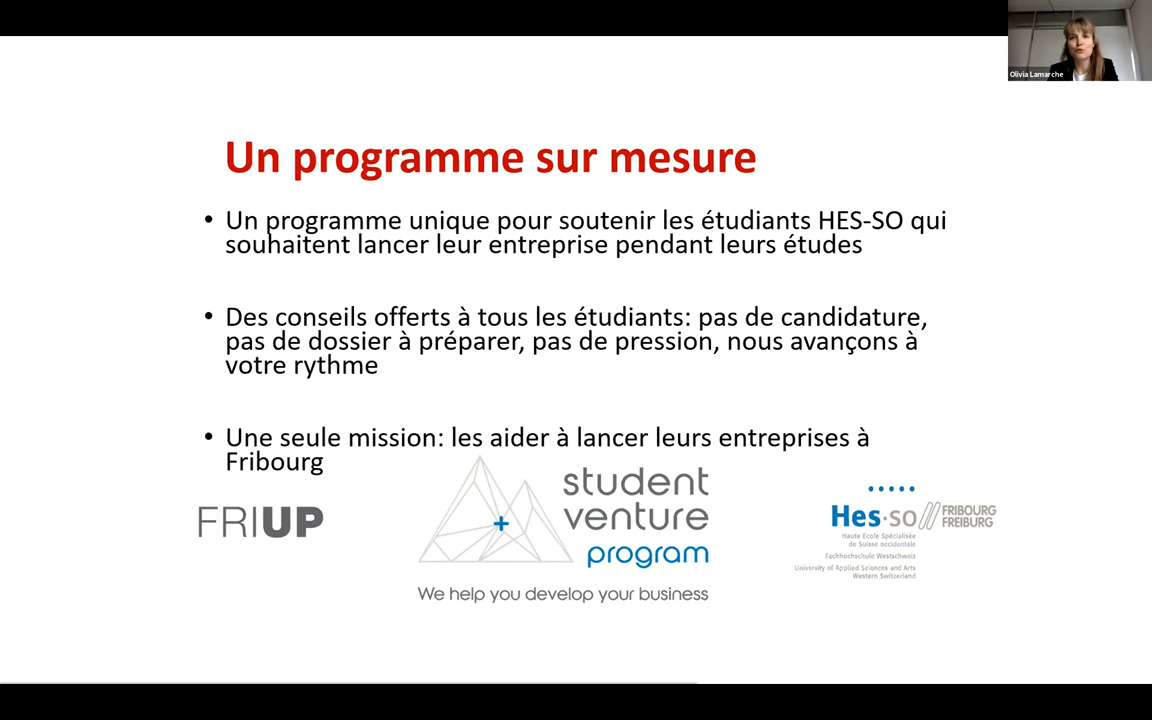 Olivia Lamarche
Un programme sur mesure
• Un programme unique pour soutenir les étudiants HES-SO qui
souhaitent lancer leur entreprise pendant leurs études
• Des conseils offerts à tous les étudiants: pas de candidature,
pas de dossier à préparer, pas de pression, nous avançons à
votre rythme
• Une seule mission: les aider à lancer leurs entreprises à
Fribourg
FRIUP
student
venture
program
We help you develop your business
Hes·so // FRIBOURG
FREIBURG
Haute Ecole Spécialisée
de Suisse occidentale
Fachhochschule Westschweiz
University of Applied Sciences and Arts
Western Switzerland